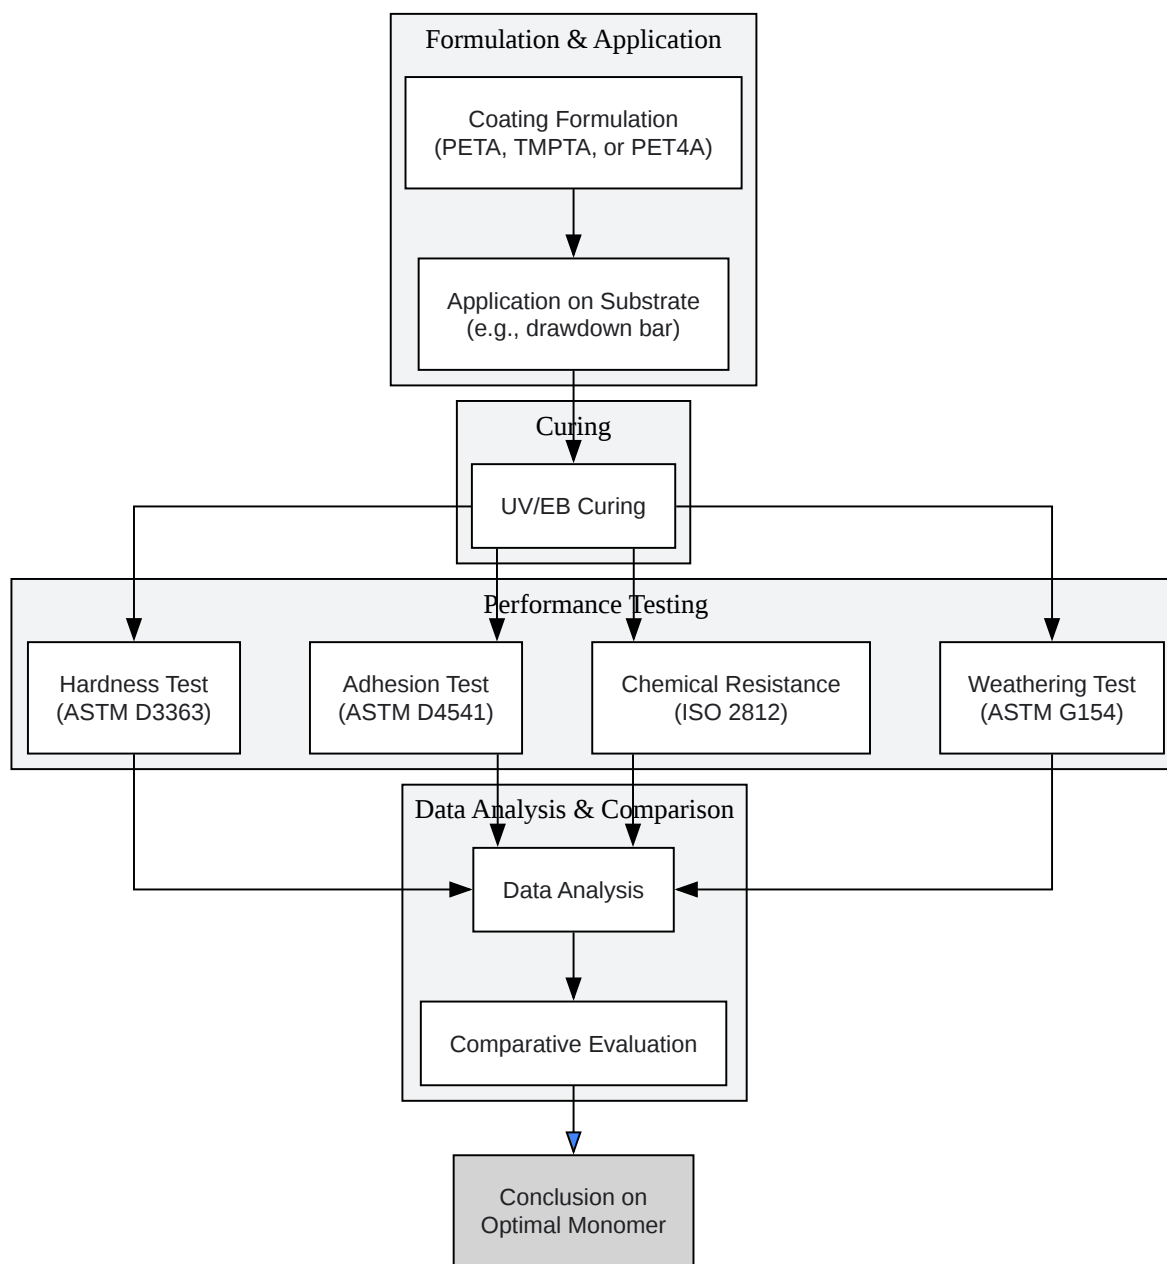 Formulation & Application
Coating Formulation
(PETA, TMPTA, or PET4A)
Application on Substrate
(e.g., drawdown bar)
Curing
UV/EB Curing
Performance Testing
Hardness Test
(ASTM D3363)
Adhesion Test
(ASTM D4541)
Chemical Resistance
(ISO 2812)
Weathering Test
(ASTM G154)
Data Analysis & Comparison
Data Analysis
Comparative Evaluation
Conclusion on
Optimal Monomer